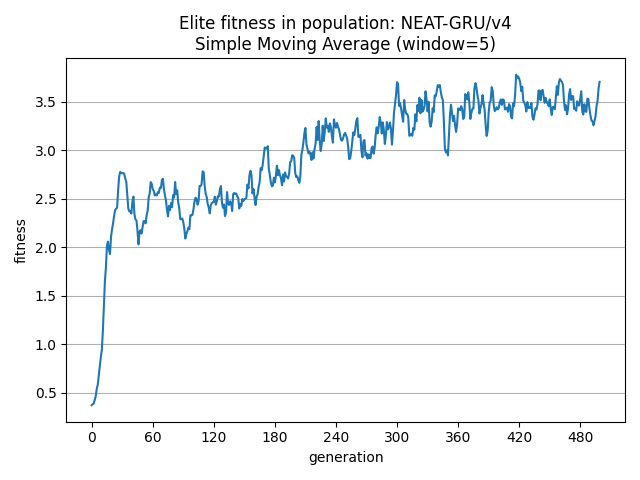 Elite fitness in population: NEAT-GRU/v4
Simple Moving Average (window=5)
fitness
3.5
3.0
2.5
2.0
1.5
1.0
0.5
0 60 120 180 240 300 360 420 480
generation